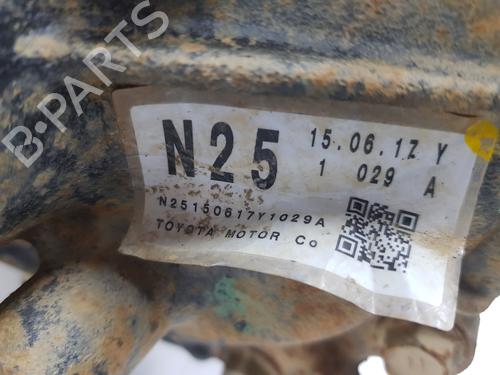 B-PARTS
N25
15.06.17 Y
1 029 A
N25150617Y1029A
TOYOTA MOTOR Co